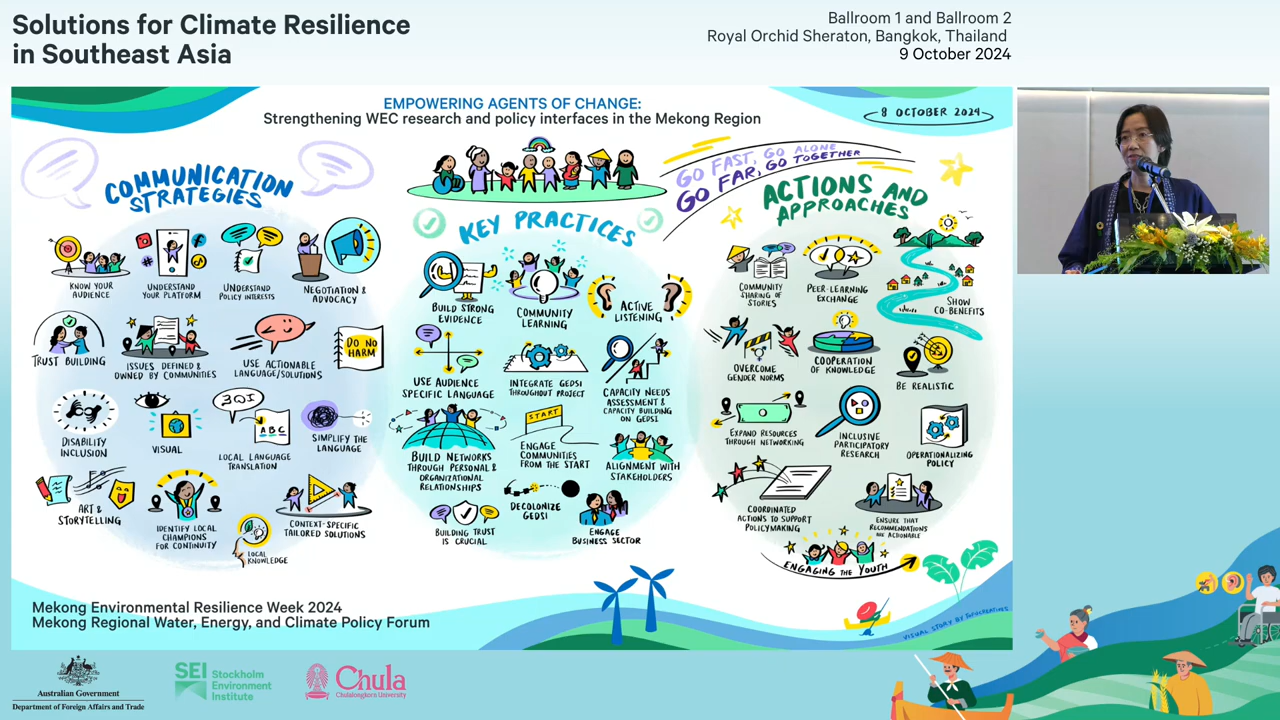 Solutions for Climate Resilience
in Southeast Asia
Ballroom 1 and Ballroom 2
Royal Orchid Sheraton, Bangkok, Thailand
9 October 2024
EMPOWERING AGENTS OF CHANGE:
Strengthening WEC research and policy interfaces in the Mekong Region
8 OCTOBER 2024
COMMUNICATION
STRATEGIES
KNOW YOUR
AUDIENCE
UNDERSTAND
YOUR PLATFORM
UNDERSTAND
POLICY INTERESTS
NEGOTIATION &
ADVOCACY
TRUST BUILDING
ISSUES DEFINED &
OWNED BY COMMUNITIES
USE ACTIONABLE
LANGUAGE/SOLUTIONS
DO NO
HARM
DISABILITY
INCLUSION
VISUAL
ABC
LOCAL LANGUAGE
TRANSLATION
SIMPLIFY THE
LANGUAGE
ART &
STORYTELLING
IDENTIFY LOCAL
CHAMPIONS
FOR CONTINUITY
LOCAL
KNOWLEDGE
CONTEXT-SPECIFIC
TAILORED SOLUTIONS
KEY PRACTICES
BUILD STRONG
EVIDENCE
COMMUNITY
LEARNING
ACTIVE
LISTENING
USE AUDIENCE
SPECIFIC LANGUAGE
INTEGRATE GEDSI
THROUGHOUT PROJECT
CAPACITY NEEDS
ASSESSMENT &
CAPACITY BUILDING
ON GEDSI
BUILD NETWORKS
THROUGH PERSONAL &
ORGANIZATIONAL
RELATIONSHIPS
START
ENGAGE
COMMUNITIES
FROM THE START
ALIGNMENT WITH
STAKEHOLDERS
BUILDING TRUST
IS CRUCIAL
DECOLONIZE
GEDSI
ENGAGE
BUSINESS SECTOR
GO FAST, GO ALONE
GO FAR, GO TOGETHER
ACTIONS AND
APPROACHES
COMMUNITY
SHARING OF
STORIES
PEER-LEARNING
EXCHANGE
SHOW
CO-BENEFITS
OVERCOME
GENDER NORMS
COOPERATION
OF KNOWLEDGE
BE REALISTIC
EXPAND RESOURCES
THROUGH NETWORKING
INCLUSIVE
PARTICIPATORY
RESEARCH
OPERATIONALIZING
POLICY
COORDINATED
ACTIONS TO SUPPORT
POLICYMAKING
ENSURE THAT
RECOMMENDATIONS
ARE ACTIONABLE
ENGAGING THE YOUTH
Mekong Environmental Resilience Week 2024
Mekong Regional Water, Energy, and Climate Policy Forum
VISUAL STORY BY TOFUCREATIVES
Australian Government
Department of Foreign Affairs and Trade
SEI Stockholm
Environment
Institute
Chula
Chulalongkorn University